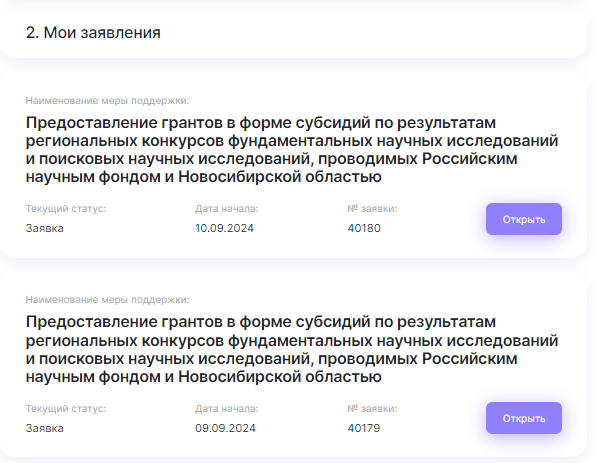 2. Мои заявления
Наименование меры поддержки:
Предоставление грантов в форме субсидий по результатам
региональных конкурсов фундаментальных научных исследований
и поисковых научных исследований, проводимых Российским
научным фондом и Новосибирской областью
Текущий статус: Дата начала: № заявки:
Заявка 10.09.2024 40180 Открыть
Наименование меры поддержки:
Предоставление грантов в форме субсидий по результатам
региональных конкурсов фундаментальных научных исследований
и поисковых научных исследований, проводимых Российским
научным фондом и Новосибирской областью
Текущий статус: Дата начала: № заявки:
Заявка 09.09.2024 40179 Открыть